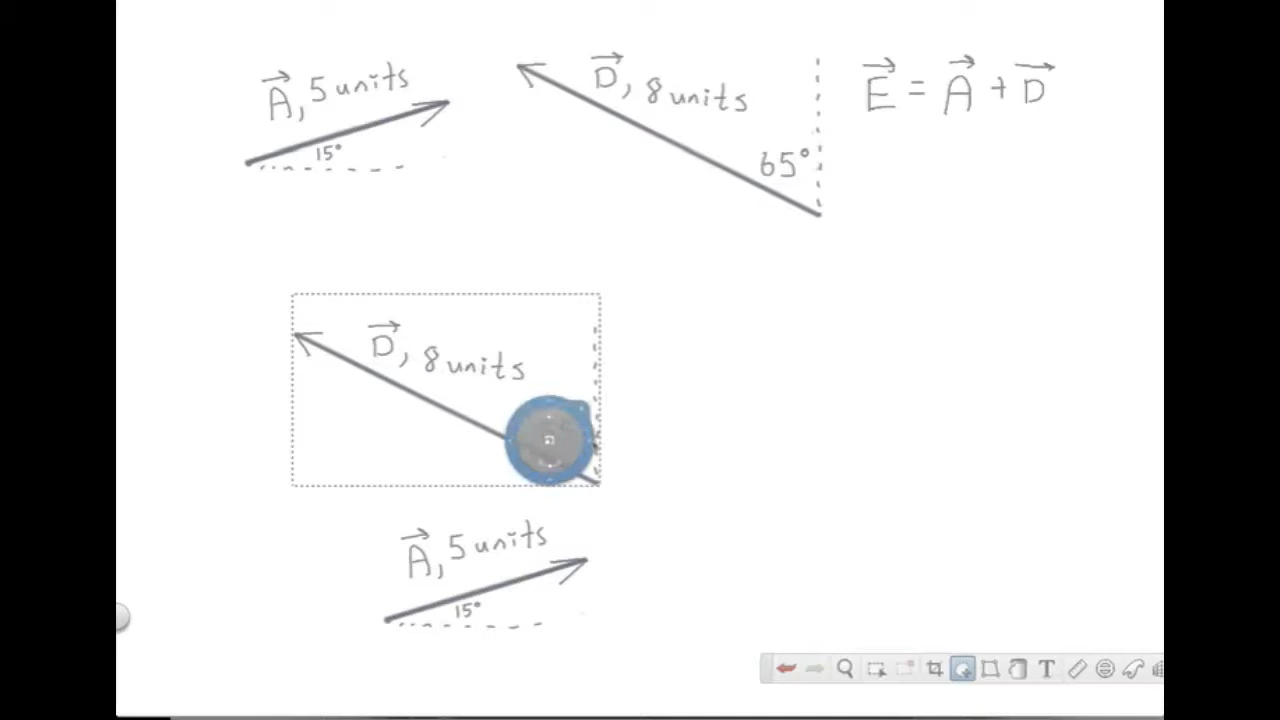 A, 5 units
15°
D, 8 units
65°
E = A + D
D, 8 units
A, 5 units
15°
T